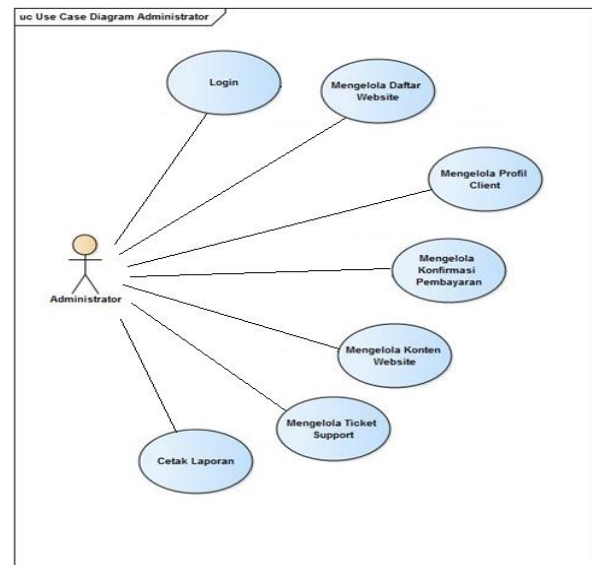 uc Use Case Diagram Administrator
Login
Mengelola Daftar
Website
Mengelola Profil
Client
Mengelola
Konfirmasi
Pembayaran
Administrator
Mengelola Konten
Website
Mengelola Ticket
Support
Cetak Laporan